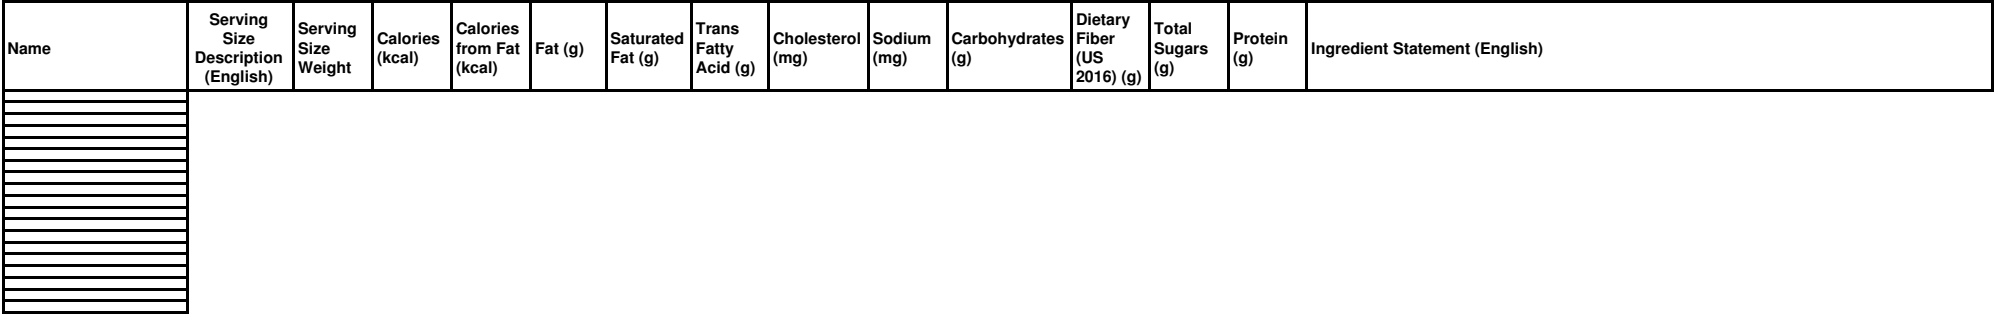 Name
Serving
Size
Description
(English)
Serving
Size
Weight
Calories
(kcal)
Calories
from Fat
(kcal)
Fat (g)
Saturated
Fat (g)
Trans
Fatty
Acid (g)
Cholesterol
(mg)
Sodium
(mg)
Carbohydrates
(g)
Dietary
Fiber
(US
2016) (g)
Total
Sugars
(g)
Protein
(g)
Ingredient Statement (English)